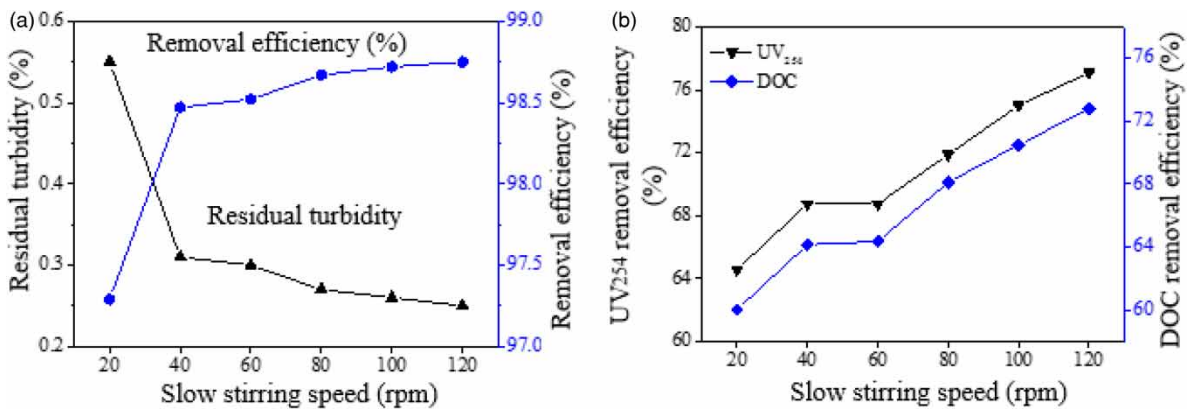 (a)
0.6
0.5
0.4
0.3
0.2
Residual turbidity (%)
Removal efficiency (%)
Residual turbidity
99.0
98.5
98.0
97.5
97.0
Removal efficiency (%)
20 40 60 80 100 120
Slow stirring speed (rpm)
(b)
80
76
72
68
64
60
UV254 removal efficiency
(%)
UV254
DOC
76
72
68
64
60
DOC removal efficiency (%)
20 40 60 80 100 120
Slow stirring speed (rpm)